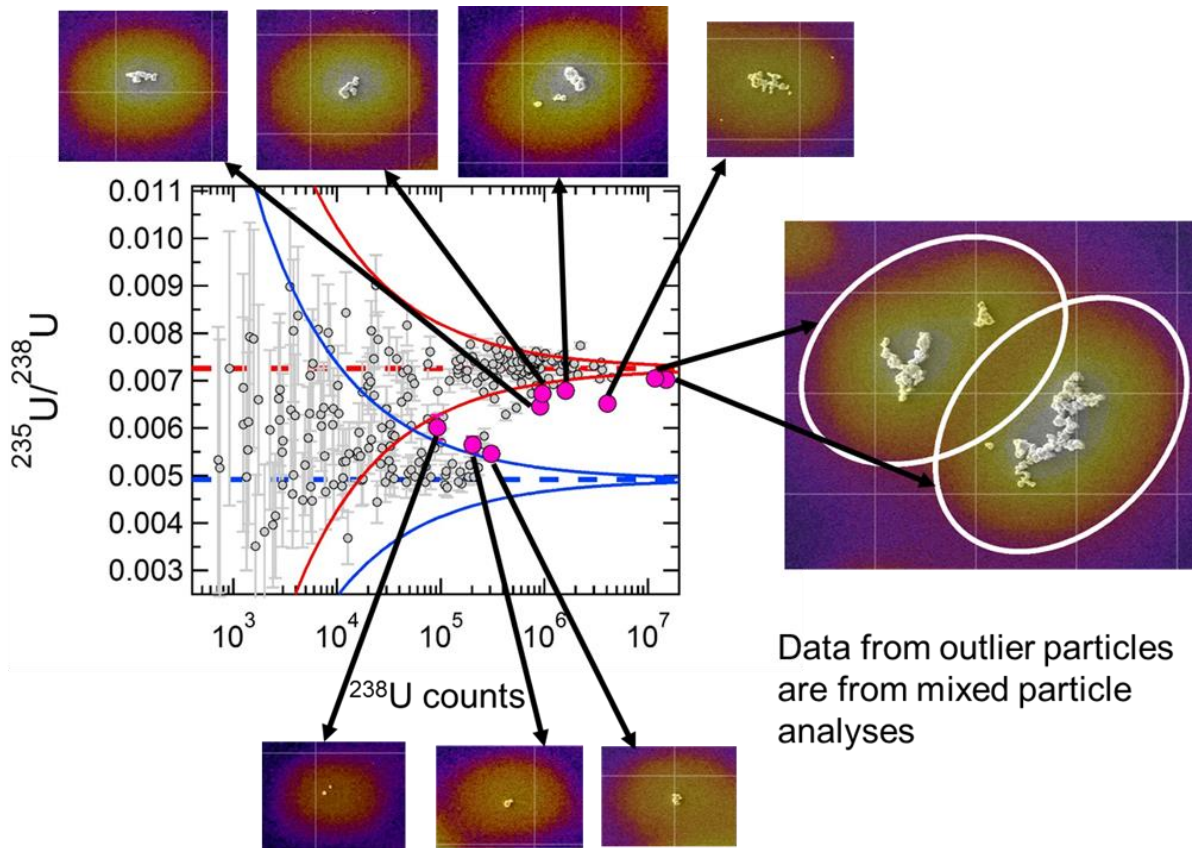 0.011
0.010
0.009
0.008
0.007
0.006
0.005
0.004
0.003
²³⁵U/²³⁸U
10³ 10⁴ 10⁵ 10⁶ 10⁷
²³⁸U counts
Data from outlier particles
are from mixed particle
analyses